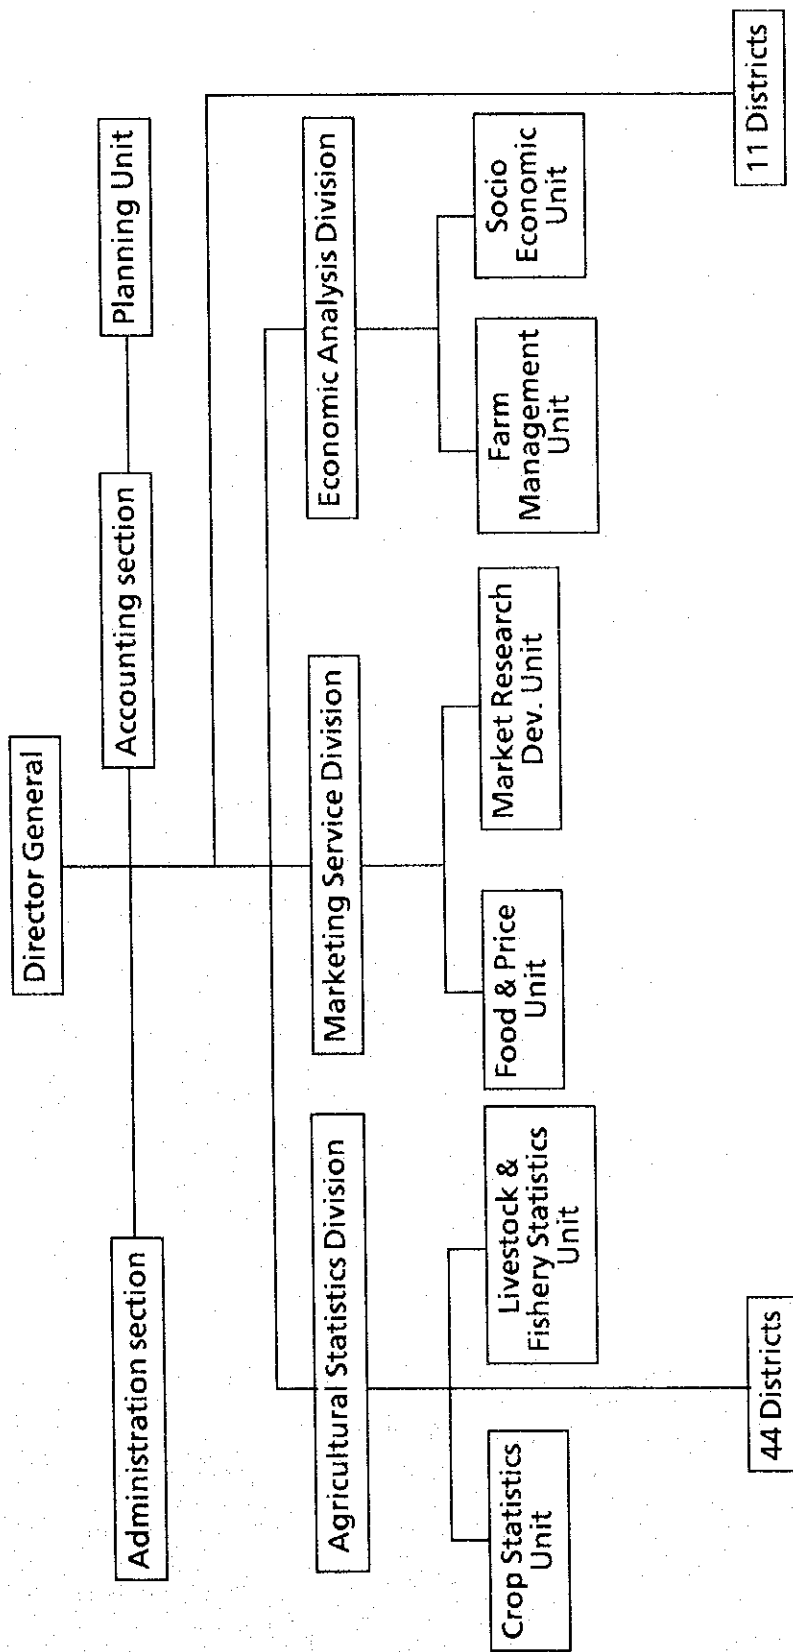 Director General
Administration section
Accounting section
Planning Unit
Agricultural Statistics Division
Marketing Service Division
Economic Analysis Division
Crop Statistics
Unit
Livestock &
Fishery Statistics
Unit
Food & Price
Unit
Market Research
Dev. Unit
Farm
Management
Unit
Socio
Economic
Unit
44 Districts
11 Districts